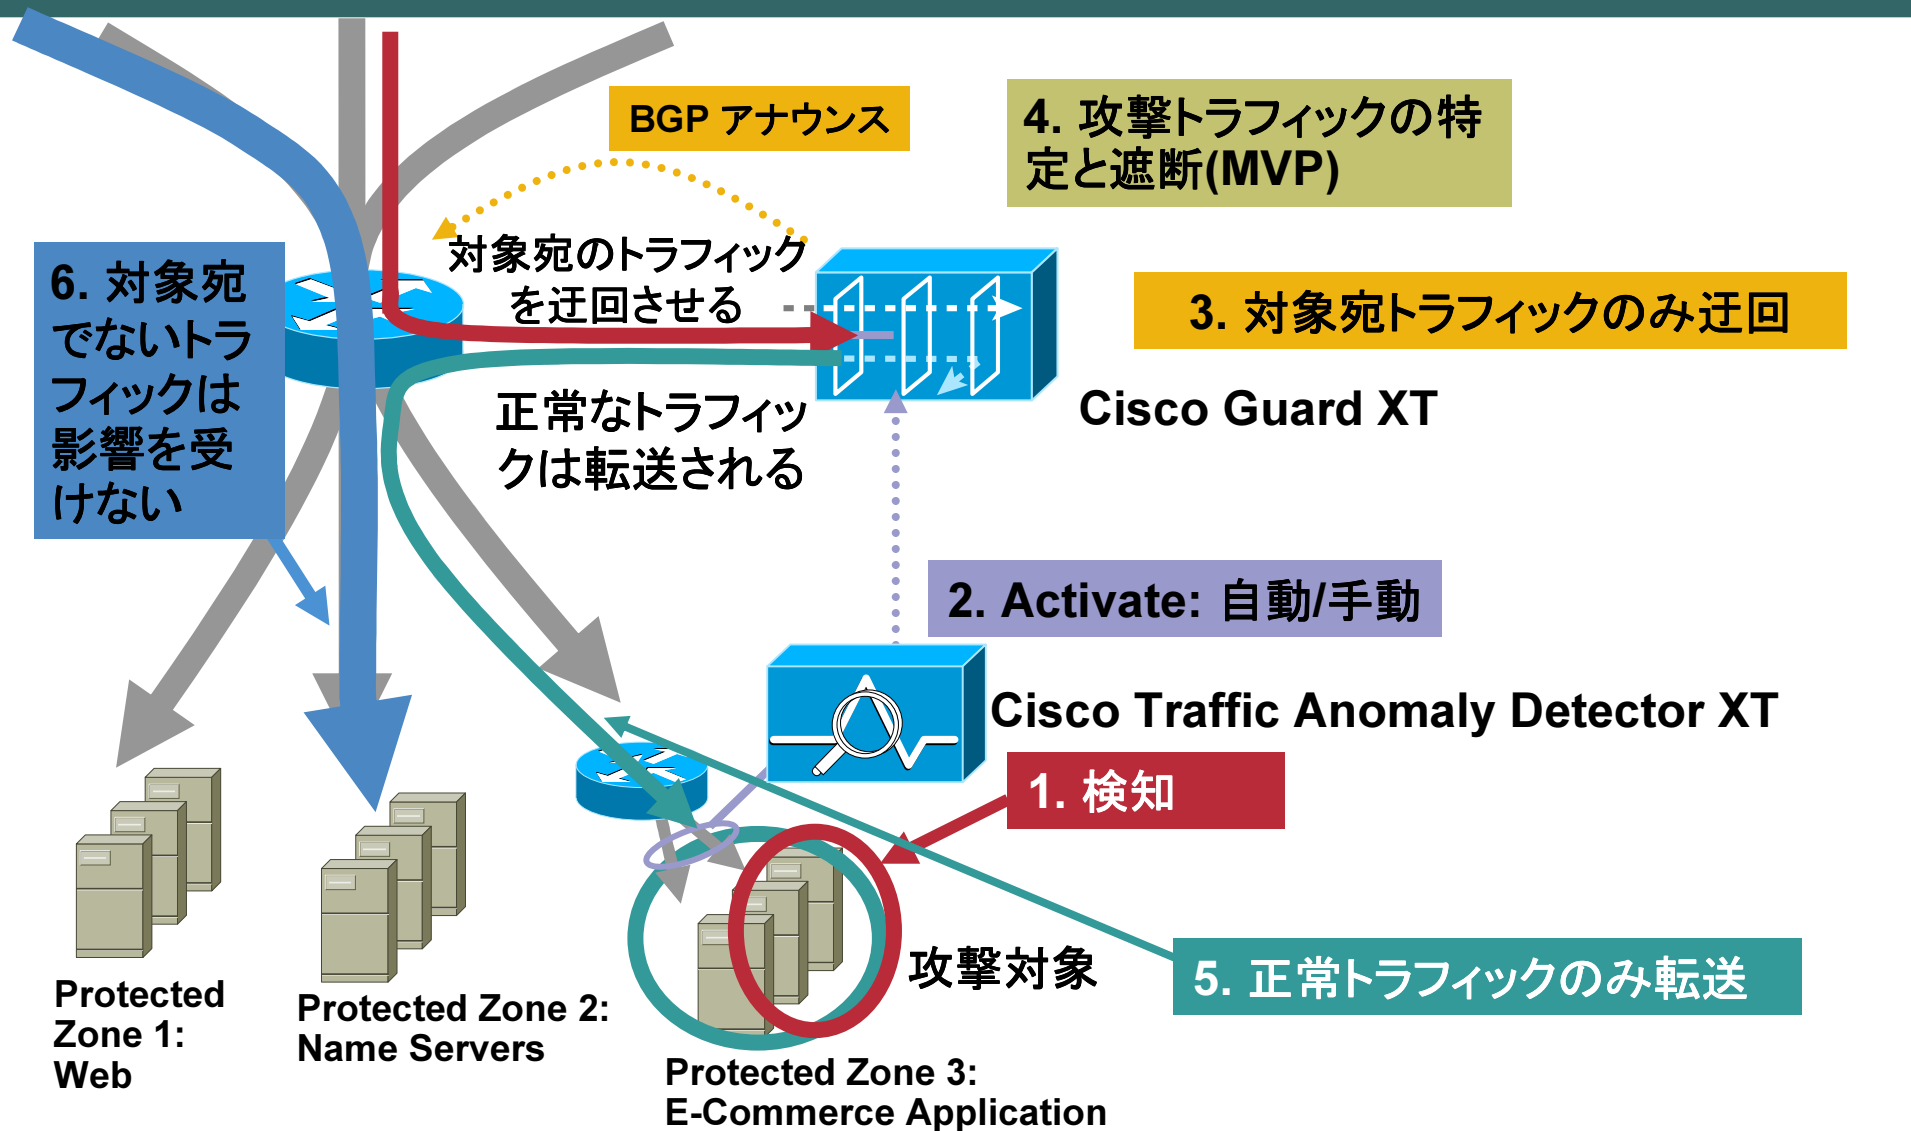 BGP アナウンス
4. 攻撃トラフィックの特
定と遮断(MVP)
対象宛のトラフィック
を迂回させる
6. 対象宛
でないトラ
フィックは
影響を受
けない
3. 対象宛トラフィックのみ迂回
Cisco Guard XT
正常なトラフィッ
クは転送される
2. Activate: 自動/手動
Cisco Traffic Anomaly Detector XT
1. 検知
攻撃対象
5. 正常トラフィックのみ転送
Protected
Zone 1:
Web
Protected Zone 2:
Name Servers
Protected Zone 3:
E-Commerce Application